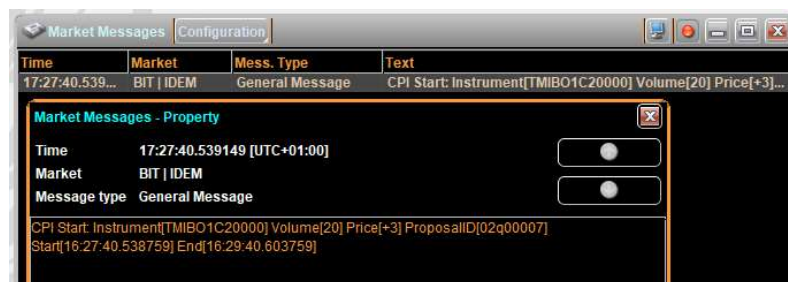 Market Messages Configuration
Time Market Mess. Type Text
17:27:40.539... BIT | IDEM General Message CPI Start: Instrument[TMIBO1C20000] Volume[20] Price[+3]...
Market Messages - Property
Time 17:27:40.539149 [UTC+01:00]
Market BIT | IDEM
Message type General Message
CPI Start: Instrument[TMIBO1C20000] Volume[20] Price[+3] ProposalID[02q00007]
Start[16:27:40.538759] End[16:29:40.603759]